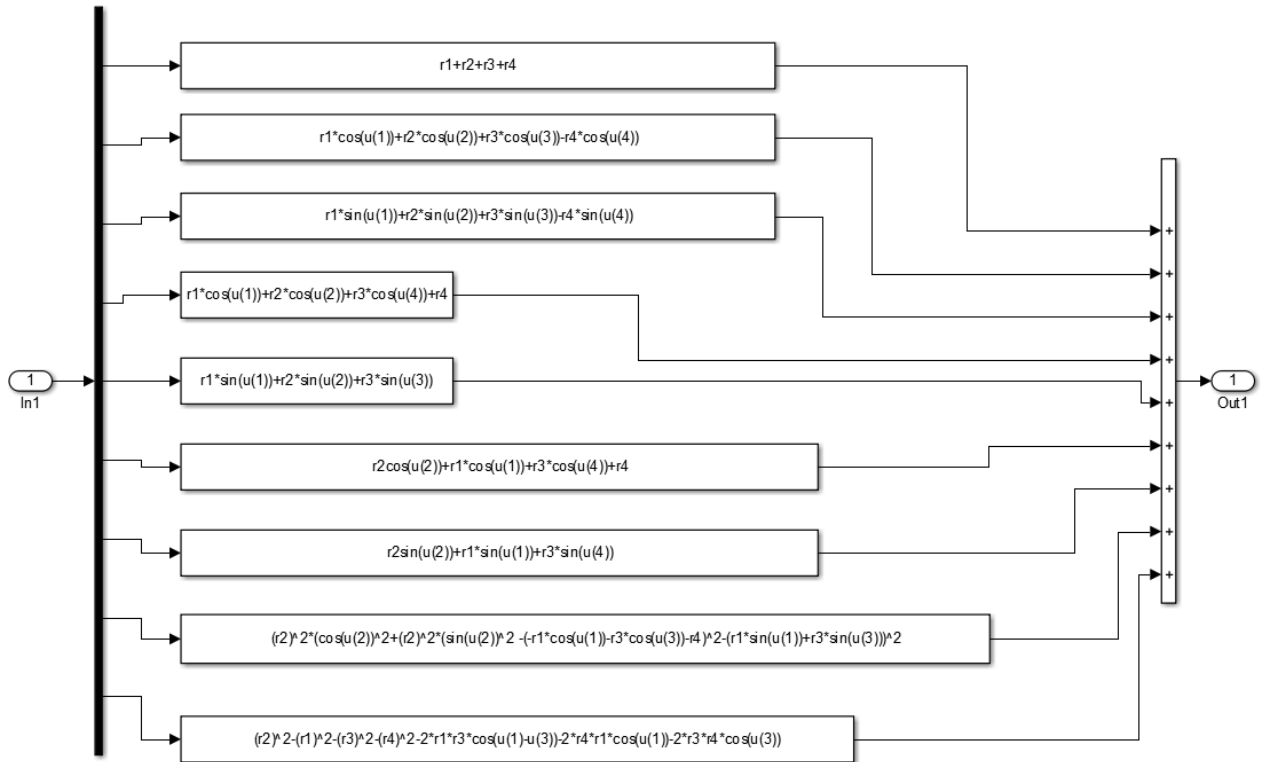 r1+r2+r3+r4
r1*cos(u(1))+r2*cos(u(2))+r3*cos(u(3))-r4*cos(u(4))
+
r1*sin(u(1))+r2*sin(u(2))+r3*sin(u(3))-r4*sin(u(4))
+
r1*cos(u(1))+r2*cos(u(2))+r3*cos(u(4))+r4
+
+
1
In1
r1*sin(u(1))+r2*sin(u(2))+r3*sin(u(3))
1
Out1
+
r2cos(u(2))+r1*cos(u(1))+r3*cos(u(4))+r4
+
+
r2sin(u(2))+r1*sin(u(1))+r3*sin(u(4))
+
+
(r2)^2*(cos(u(2))^2+(r2)^2*(sin(u(2))^2 -(-r1*cos(u(1))-r3*cos(u(3))-r4)^2-(r1*sin(u(1))+r3*sin(u(3)))^2
(r2)^2-(r1)^2-(r3)^2-(r4)^2-2*r1*r3*cos(u(1)-u(3))-2*r4*r1*cos(u(1))-2*r3*r4*cos(u(3))